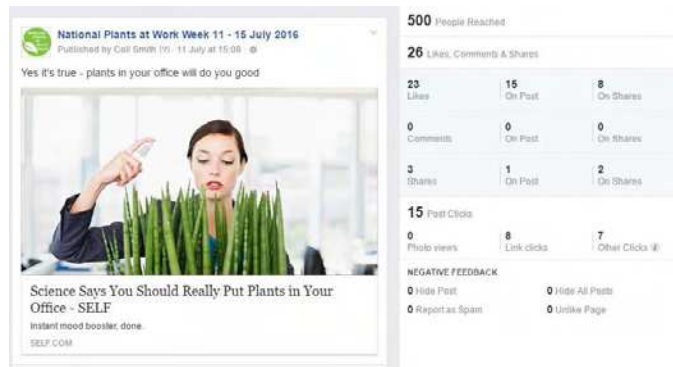 National Plants at Work Week 11 - 15 July 2016
Published by Call Smith [?] · 11 July at 15:08 ·
Yes it's true - plants in your office will do you good
Science Says You Should Really Put Plants in Your
Office - SELF
Instant mood booster, done.
SELF.COM
500 People Reached
26 Likes, Comments & Shares
23 15 8
Likes On Post On Shares
0 0 0
Comments On Post On Shares
3 1 2
Shares On Post On Shares
15 Post Clicks
0 8 7
Photo views Link clicks Other Clicks
NEGATIVE FEEDBACK
0 Hide Post 0 Hide All Posts
0 Report as Spam 0 Unlike Page